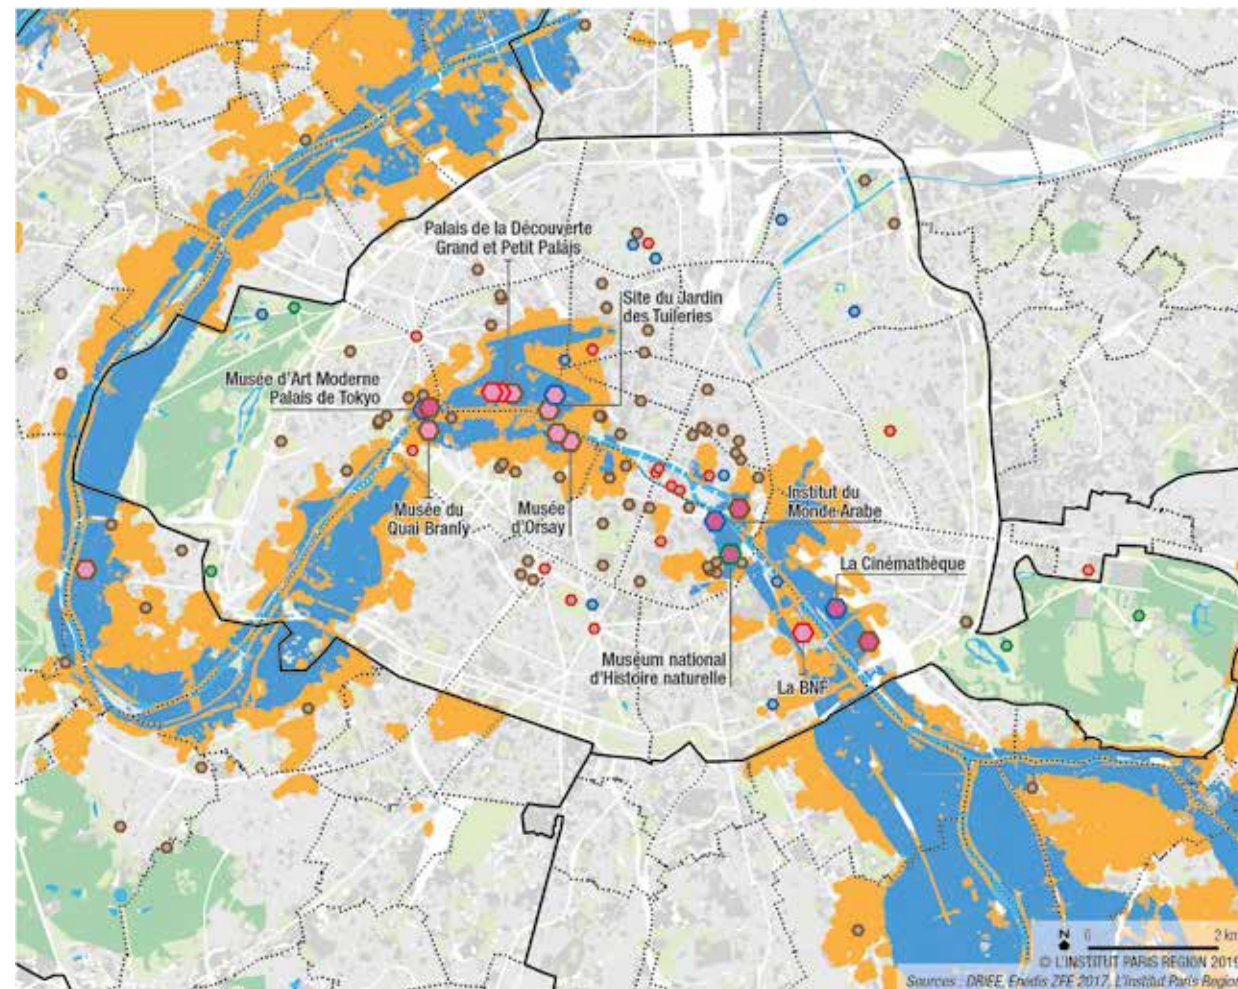 Palais de la Découverte
Grand et Petit Palais
Site du Jardin
des Tuileries
Musée d'Art Moderne
Palais de Tokyo
Musée du
Quai Branly
Musée
d'Orsay
Institut du
Monde Arabe
La Cinémathèque
Muséum national
d'Histoire naturelle
La BNF
N
0 2 km
© L'INSTITUT PARIS REGION 2019
Sources : DRIEE, Enedis ZFE 2017, L'Institut Paris Region